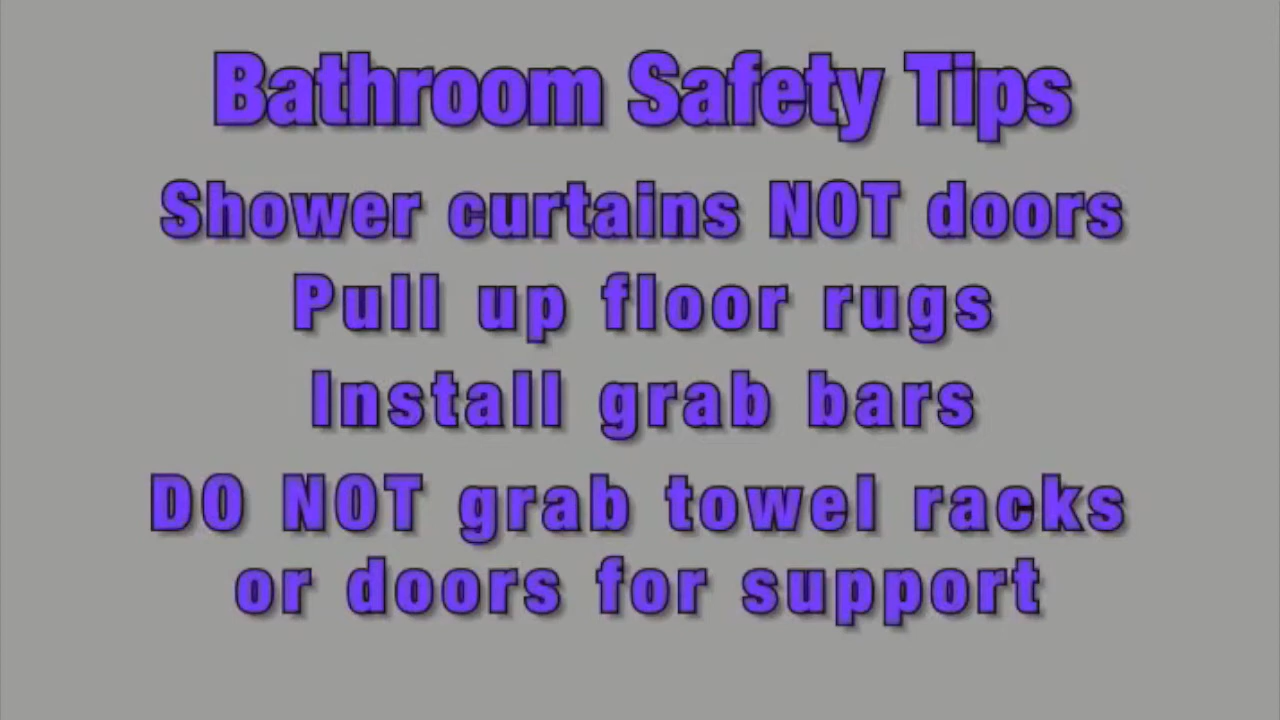 Bathroom Safety Tips
Shower curtains NOT doors
Pull up floor rugs
Install grab bars
DO NOT grab towel racks
or doors for support